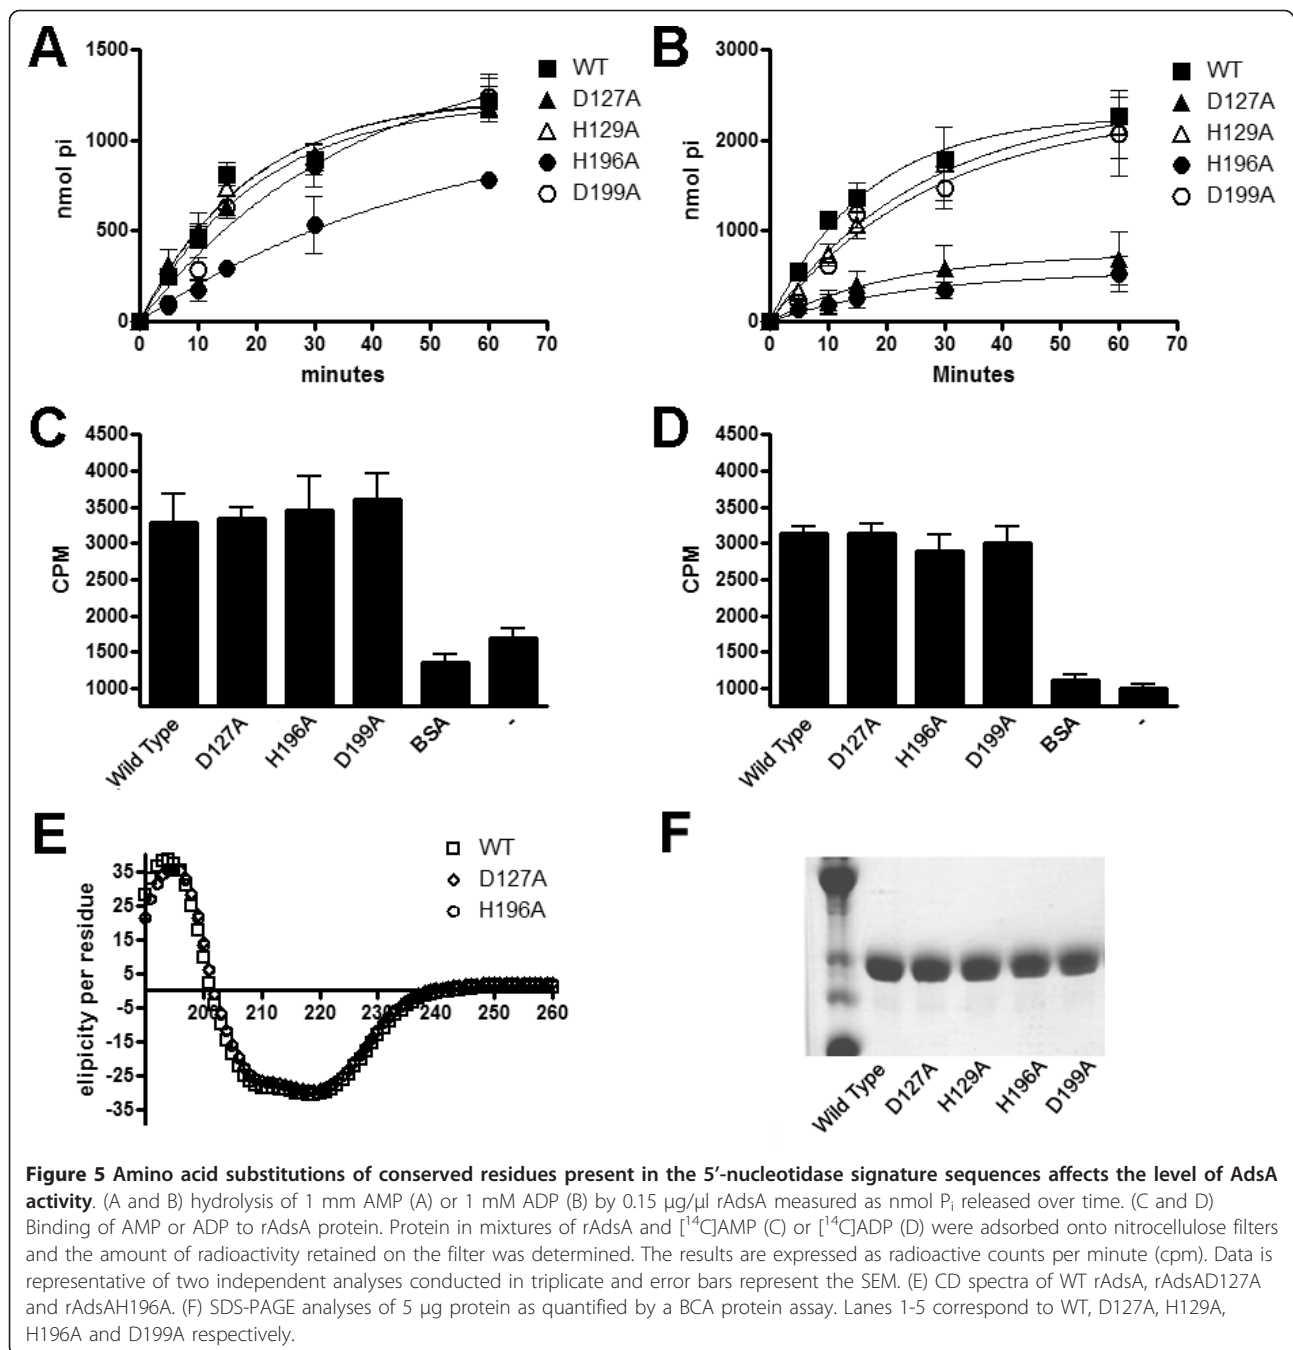 A
1500
1000
500
0
nmol pi
0
10
20
30
40
50
60
70
minutes
WT
D127A
H129A
H196A
D199A
B
3000
2000
1000
0
nmol pi
0
10
20
30
40
50
60
70
Minutes
WT
D127A
H129A
H196A
D199A
C
4500
4000
3500
3000
2500
2000
1500
1000
CPM
Wild Type
D127A
H196A
D199A
BSA
-
D
4500
4000
3500
3000
2500
2000
1500
1000
CPM
Wild Type
D127A
H196A
D199A
BSA
-
E
35
25
15
5
-5
-15
-25
-35
elipicity per residue
200
210
220
230
240
250
260
WT
D127A
H196A
F
Wild Type
D127A
H129A
H196A
D199A
Figure 5 Amino acid substitutions of conserved residues present in the 5′-nucleotidase signature sequences affects the level of AdsA
activity. (A and B) hydrolysis of 1 mm AMP (A) or 1 mM ADP (B) by 0.15 μg/μl rAdsA measured as nmol Pi released over time. (C and D)
Binding of AMP or ADP to rAdsA protein. Protein in mixtures of rAdsA and [14C]AMP (C) or [14C]ADP (D) were adsorbed onto nitrocellulose filters
and the amount of radioactivity retained on the filter was determined. The results are expressed as radioactive counts per minute (cpm). Data is
representative of two independent analyses conducted in triplicate and error bars represent the SEM. (E) CD spectra of WT rAdsA, rAdsAD127A
and rAdsAH196A. (F) SDS-PAGE analyses of 5 μg protein as quantified by a BCA protein assay. Lanes 1-5 correspond to WT, D127A, H129A,
H196A and D199A respectively.